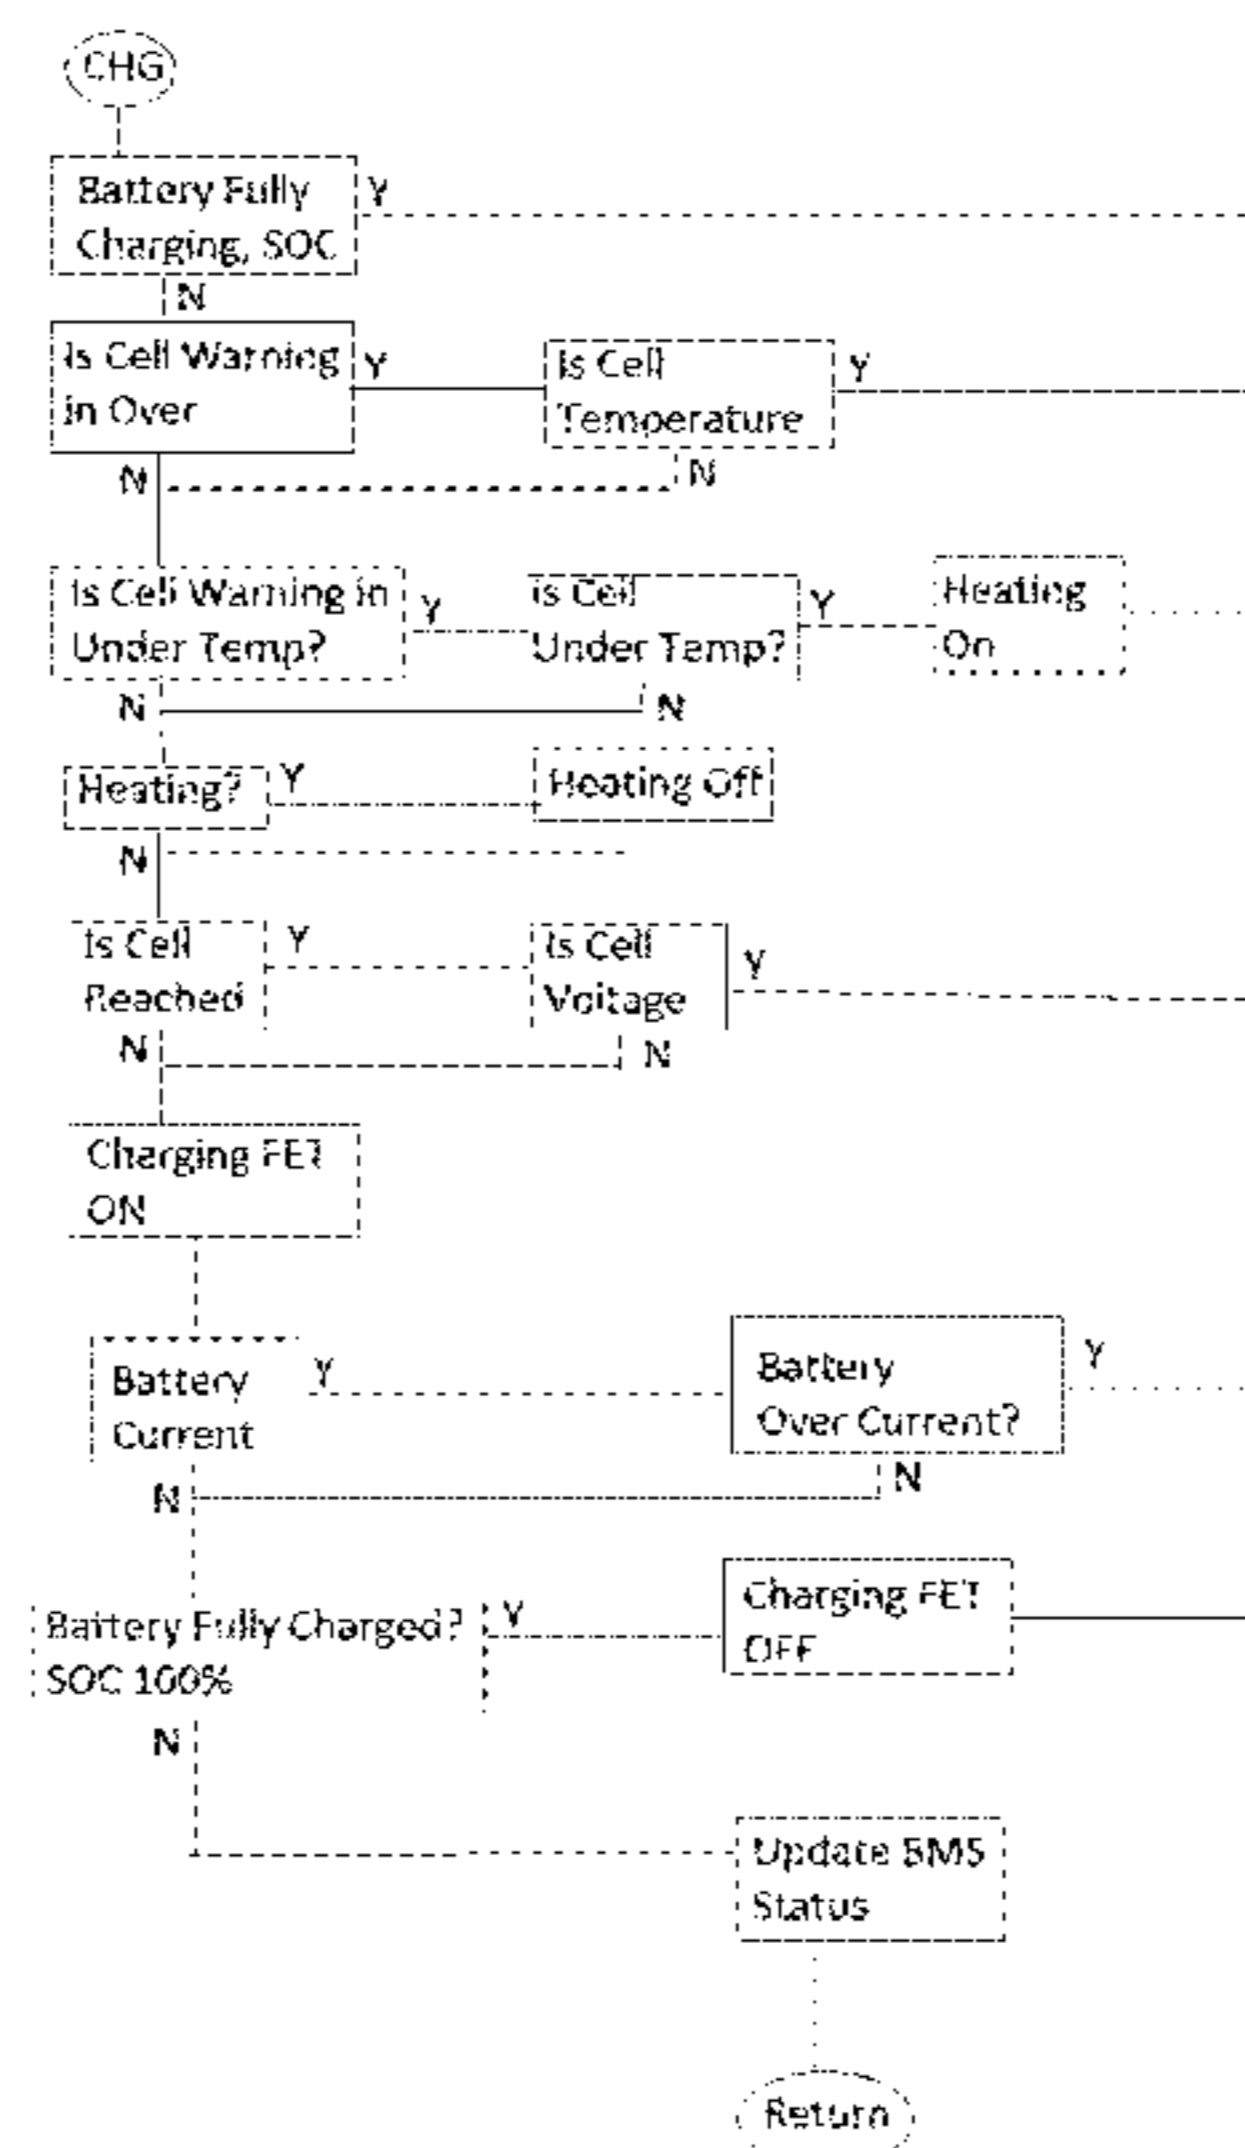 CHG
Battery Fully
Charging, SOC
Y
N
Is Cell Warning
in Over
Y
Is Cell
Temperature
Y
N
N
Is Cell Warning in
Under Temp?
Y
is Cell
Under Temp?
Y
Heating
On
N
N
Heating?
Y
Heating Off
N
Is Cell
Reached
Y
Is Cell
Voltage
Y
N
N
Charging FET
ON
Battery
Current
Y
Battery
Over Current?
Y
N
N
Battery Fully Charged?
SOC 100%
Y
Charging FET
OFF
N
Update BMS
Status
Return